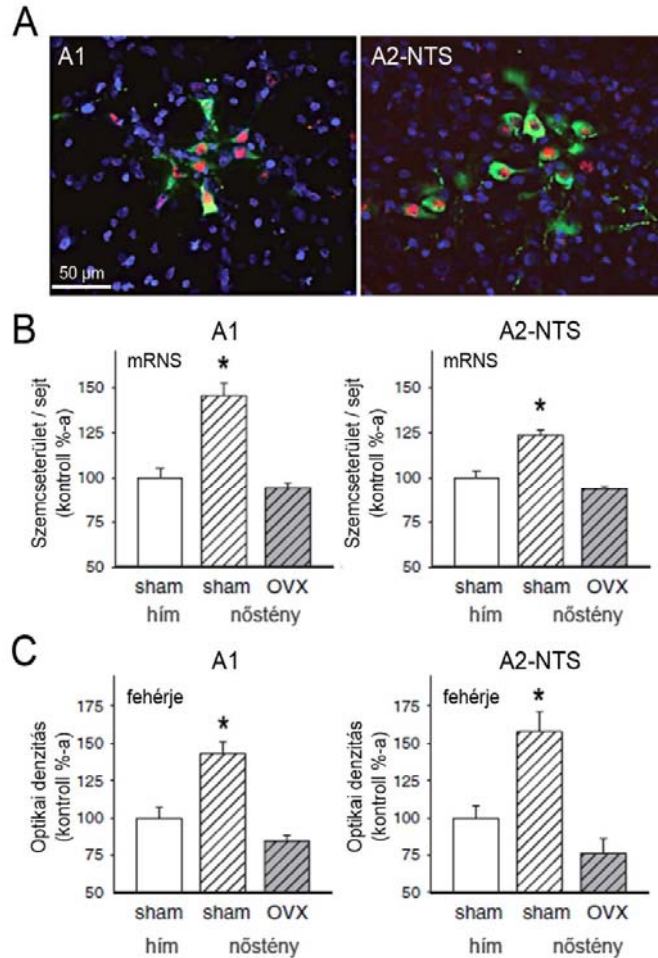 A
A1
A2-NTS
50 µm
B
A1
A2-NTS
Szemcseterület / sejt
(kontroll %-a)
mRNS
150
125
100
75
50
sham sham OVX
hím nőstény
Szemcseterület / sejt
(kontroll %-a)
mRNS
150
125
100
75
50
sham sham OVX
hím nőstény
C
A1
A2-NTS
Optikai denzitás
(kontroll %-a)
fehérje
175
150
125
100
75
50
sham sham OVX
hím nőstény
Optikai denzitás
(kontroll %-a)
fehérje
175
150
125
100
75
50
sham sham OVX
hím nőstény